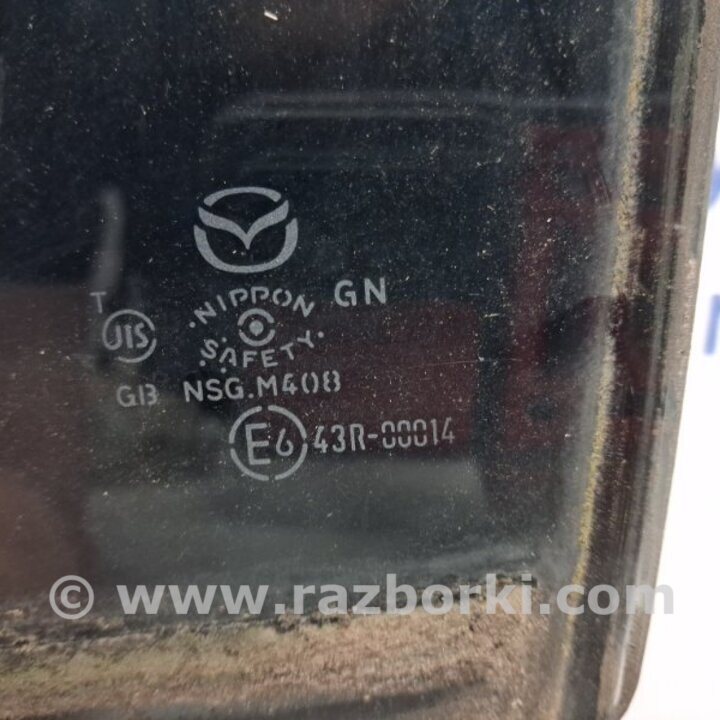 T
JIS
·NIPPON·
·SAFETY·
GN
GB NSG.M408
E6 43R-00014
© www.razborki.com